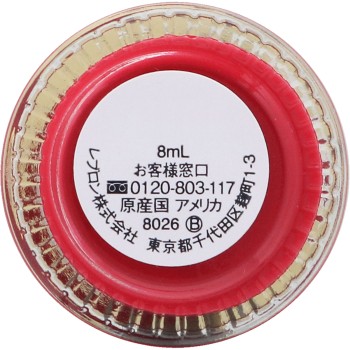 8mL
お客様窓口
0120-803-117
原産国 アメリカ
8026 Ⓑ
レブロン株式会社 東京都千代田区麹町1-3